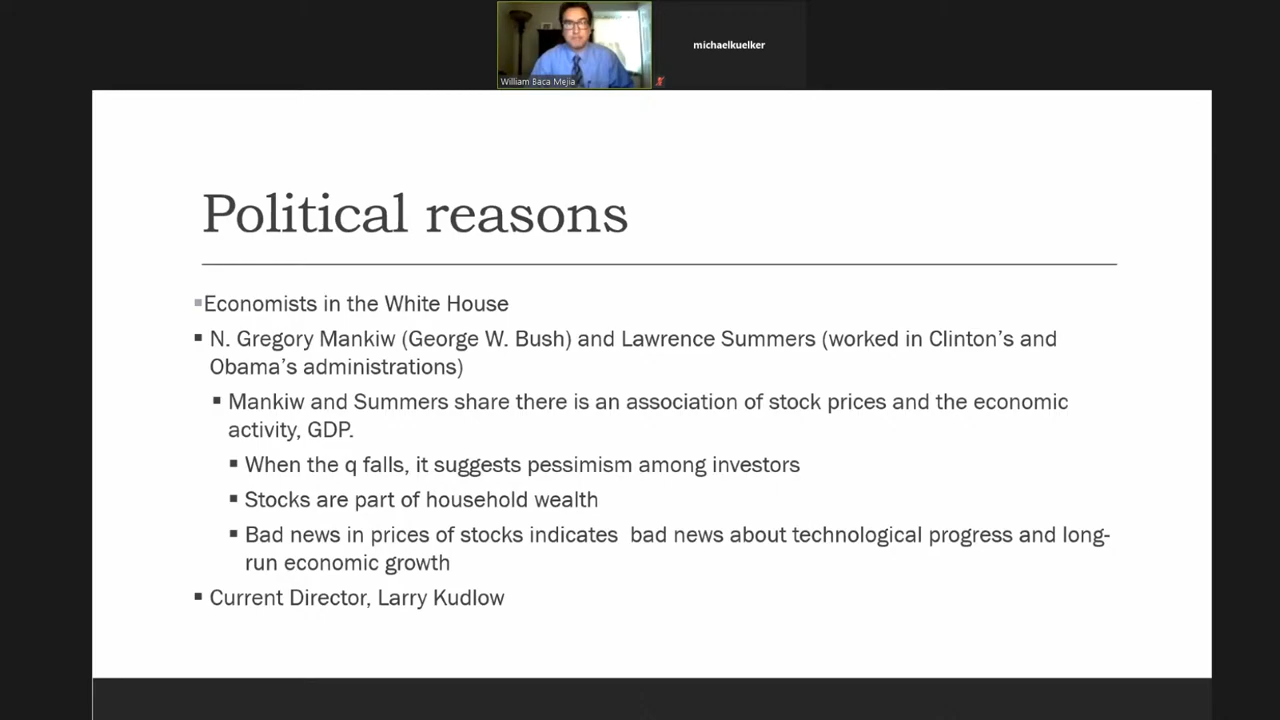 William Baca Mejia
michaelkuelker
Political reasons
▪Economists in the White House
▪ N. Gregory Mankiw (George W. Bush) and Lawrence Summers (worked in Clinton’s and
Obama’s administrations)
▪ Mankiw and Summers share there is an association of stock prices and the economic
activity, GDP.
▪ When the q falls, it suggests pessimism among investors
▪ Stocks are part of household wealth
▪ Bad news in prices of stocks indicates  bad news about technological progress and long-
run economic growth
▪ Current Director, Larry Kudlow